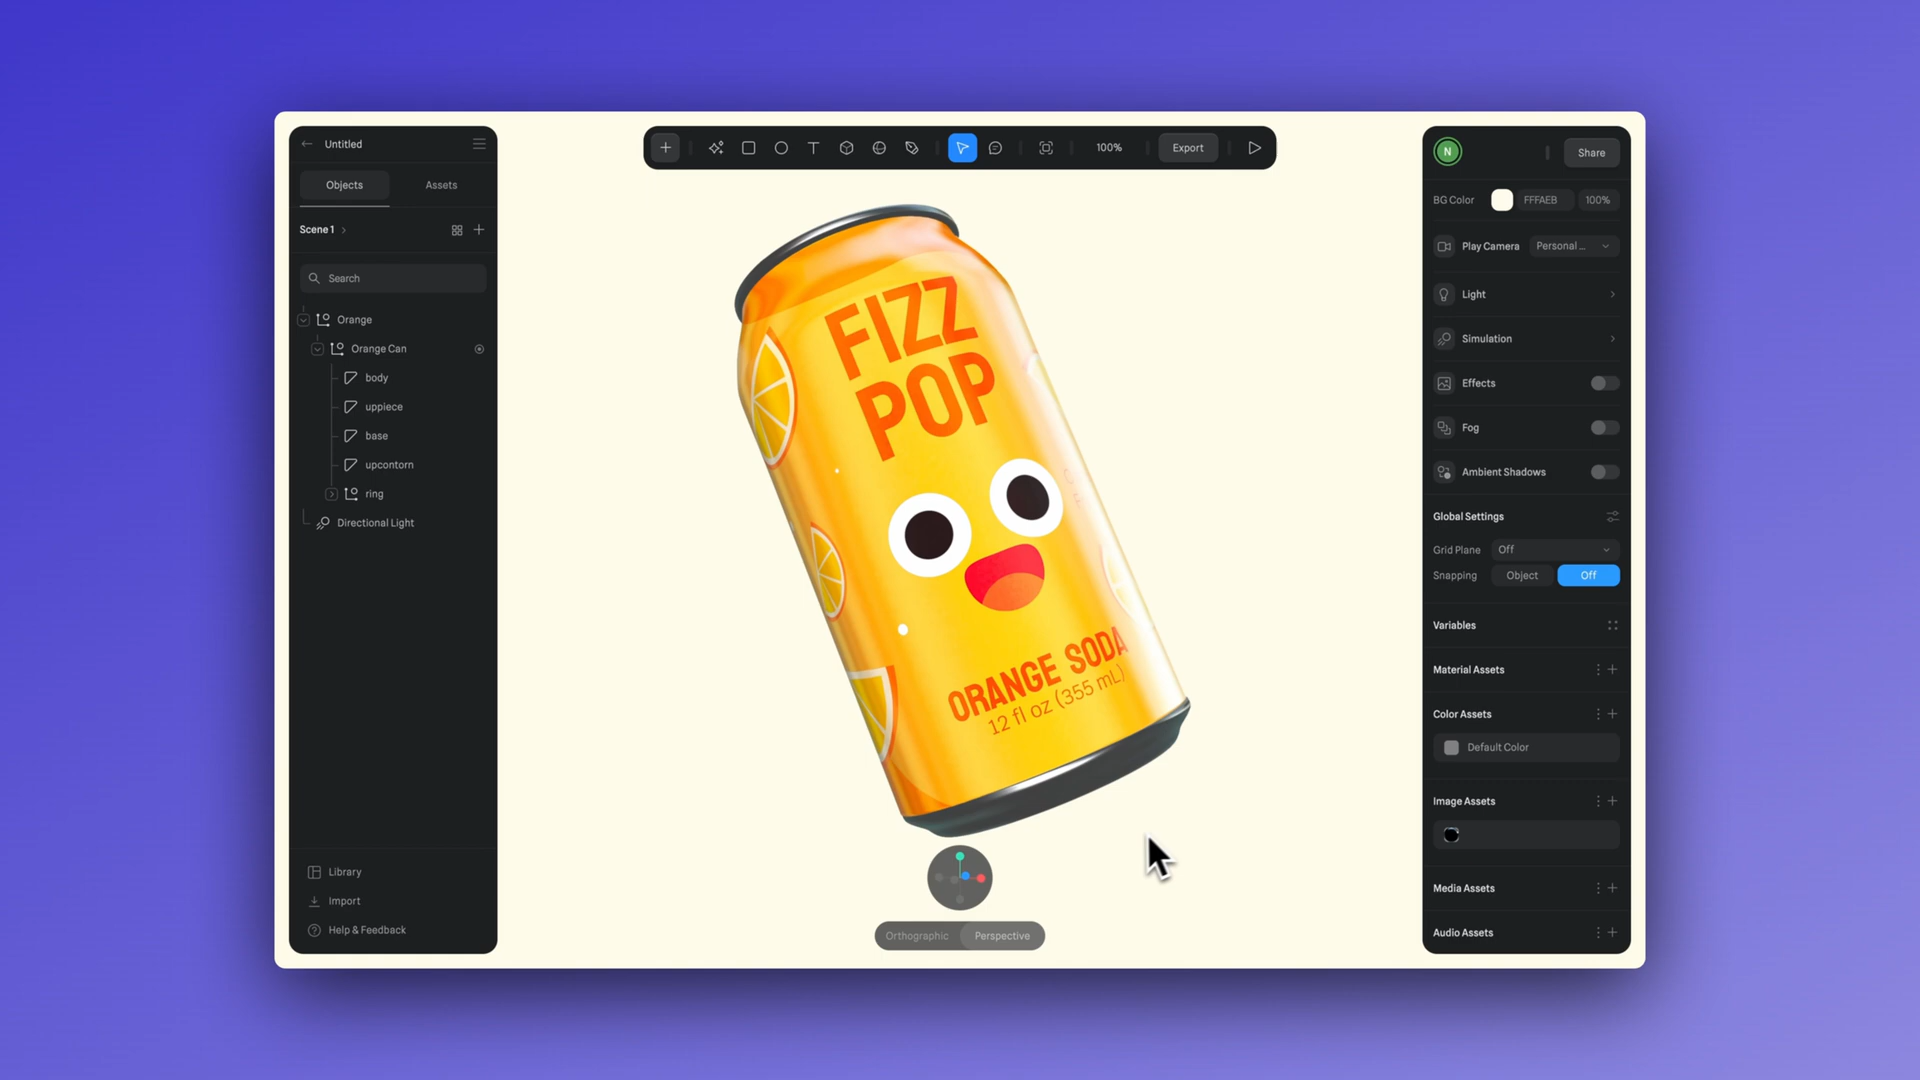 Untitled
Objects
Assets
Scene 1
Search
Orange
Orange Can
body
uppiece
base
upcontorn
ring
Directional Light
Library
Import
Help & Feedback
T
100%
Export
FIZZ
POP
ORANGE SODA
12 fl oz (355 mL)
Orthographic
Perspective
N
Share
BG Color
FFFAEB
100%
Play Camera
Personal ...
Light
Simulation
Effects
Fog
Ambient Shadows
Global Settings
Grid Plane
Off
Snapping
Object
Off
Variables
Material Assets
Color Assets
Default Color
Image Assets
Media Assets
Audio Assets